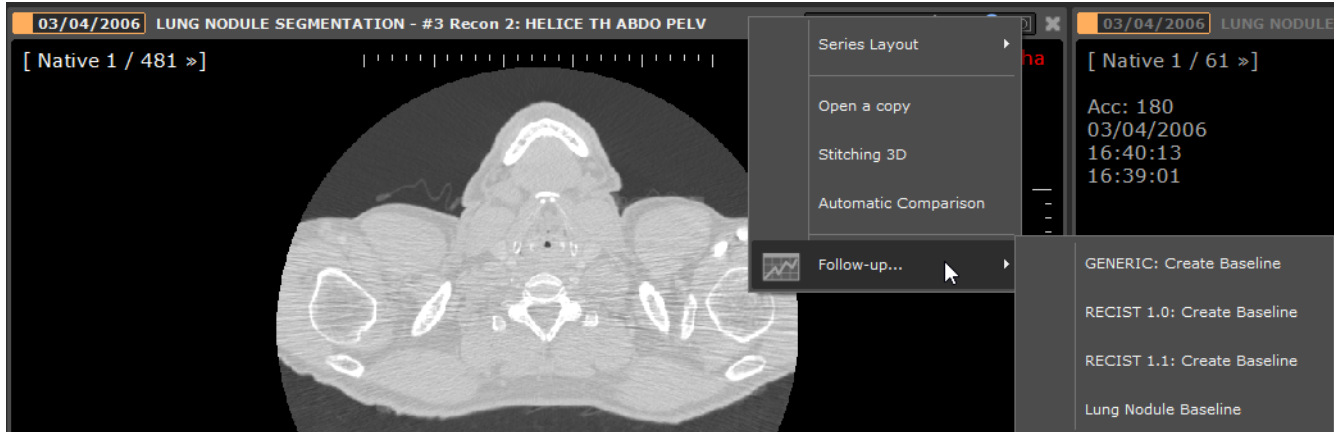 03/04/2006 LUNG NODULE SEGMENTATION - #3 Recon 2: HELICE TH ABDO PELV
[ Native 1 / 481 »]
ha
Series Layout
Open a copy
Stitching 3D
Automatic Comparison
Follow-up...
GENERIC: Create Baseline
RECIST 1.0: Create Baseline
RECIST 1.1: Create Baseline
Lung Nodule Baseline
03/04/2006 LUNG NODULE
[ Native 1 / 61 »]
Acc: 180
03/04/2006
16:40:13
16:39:01